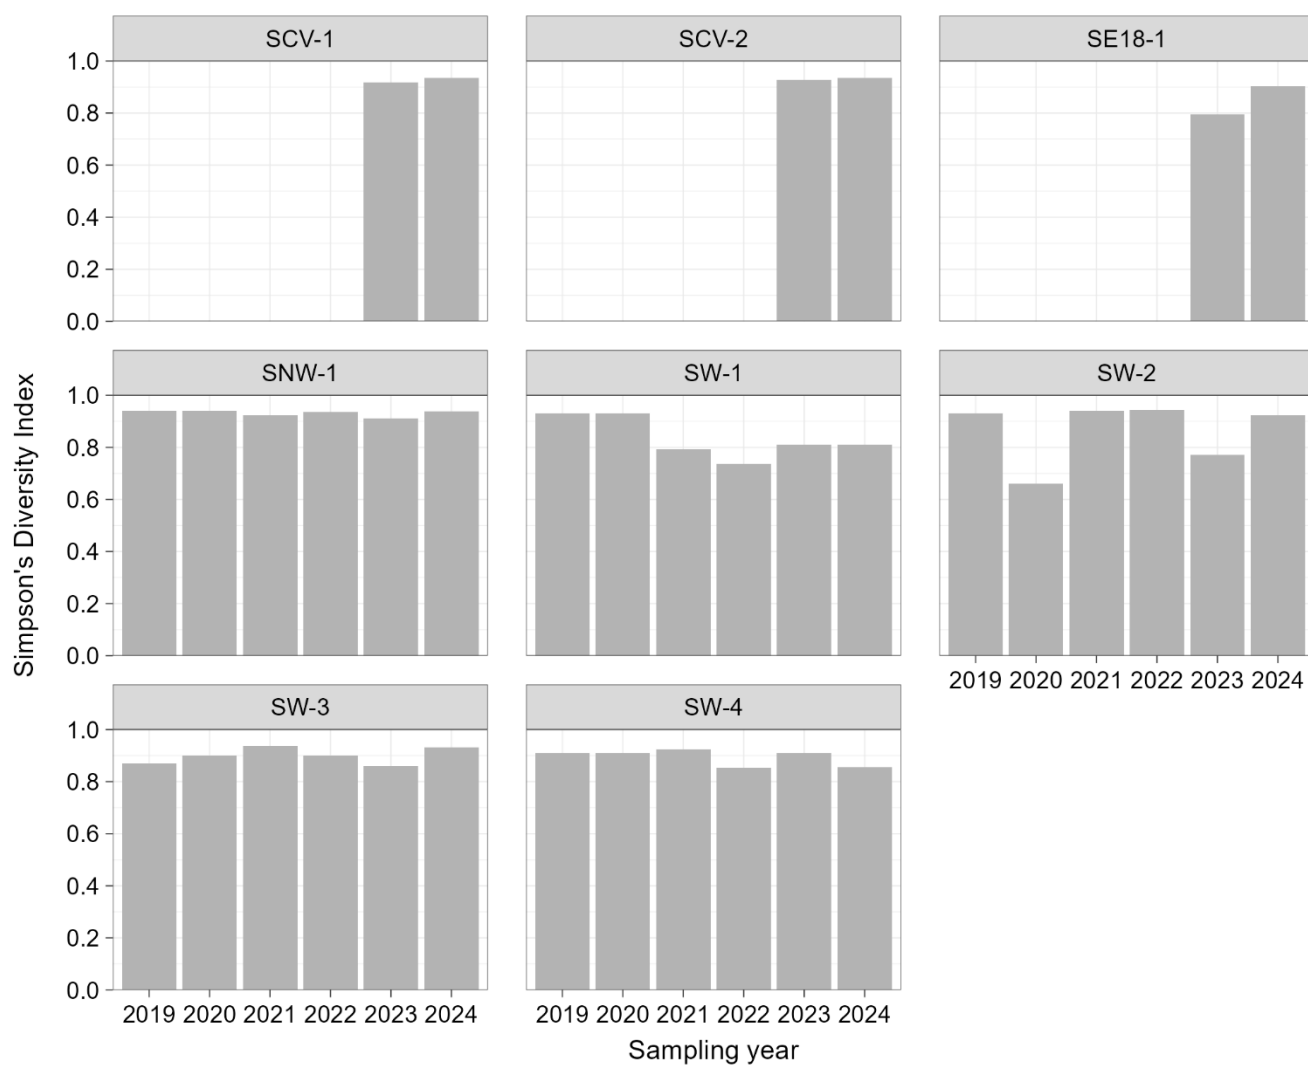 SCV-1 SCV-2 SE18-1
1.0
0.8
0.6
0.4
0.2
0.0
SNW-1 SW-1 SW-2
1.0
0.8
0.6
0.4
0.2
0.0
2019 2020 2021 2022 2023 2024
SW-3 SW-4
1.0
0.8
0.6
0.4
0.2
0.0
2019 2020 2021 2022 2023 2024 2019 2020 2021 2022 2023 2024
Sampling year
Simpson's Diversity Index